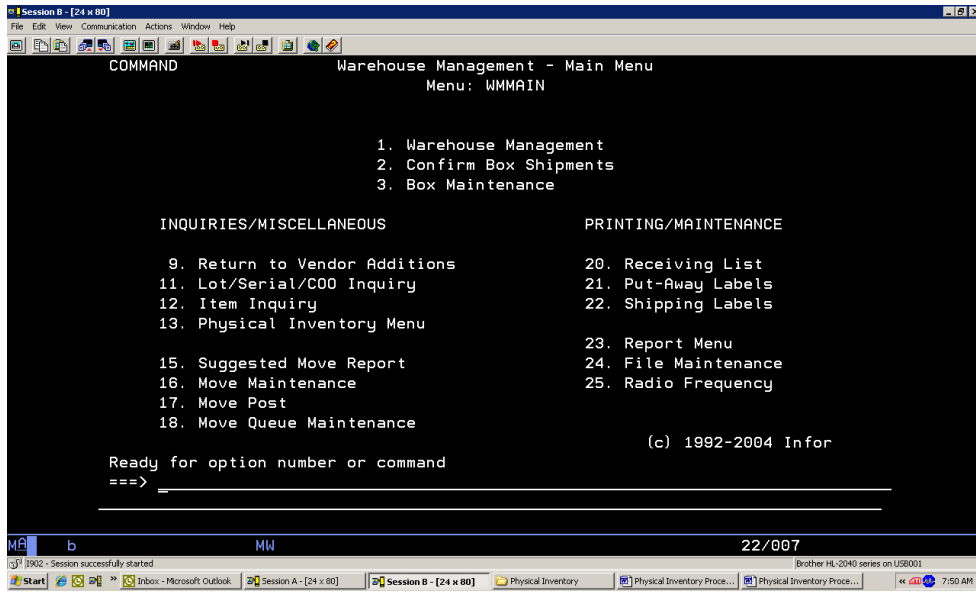 Session B - [24 x 80]
File Edit View Communication Actions Window Help
COMMAND Warehouse Management - Main Menu
Menu: WMMAIN
1. Warehouse Management
2. Confirm Box Shipments
3. Box Maintenance
INQUIRIES/MISCELLANEOUS PRINTING/MAINTENANCE
9. Return to Vendor Additions 20. Receiving List
11. Lot/Serial/COO Inquiry 21. Put-Away Labels
12. Item Inquiry 22. Shipping Labels
13. Physical Inventory Menu
23. Report Menu
15. Suggested Move Report 24. File Maintenance
16. Move Maintenance 25. Radio Frequency
17. Move Post
18. Move Queue Maintenance
(c) 1992-2004 Infor
Ready for option number or command
===>
MA b MW 22/007
I902 - Session successfully started Brother HL-2040 series on USB001
Start Inbox - Microsoft Outlook Session A - [24 x 80] Session B - [24 x 80] Physical Inventory Physical Inventory Proce... Physical Inventory Proce... 7:50 AM